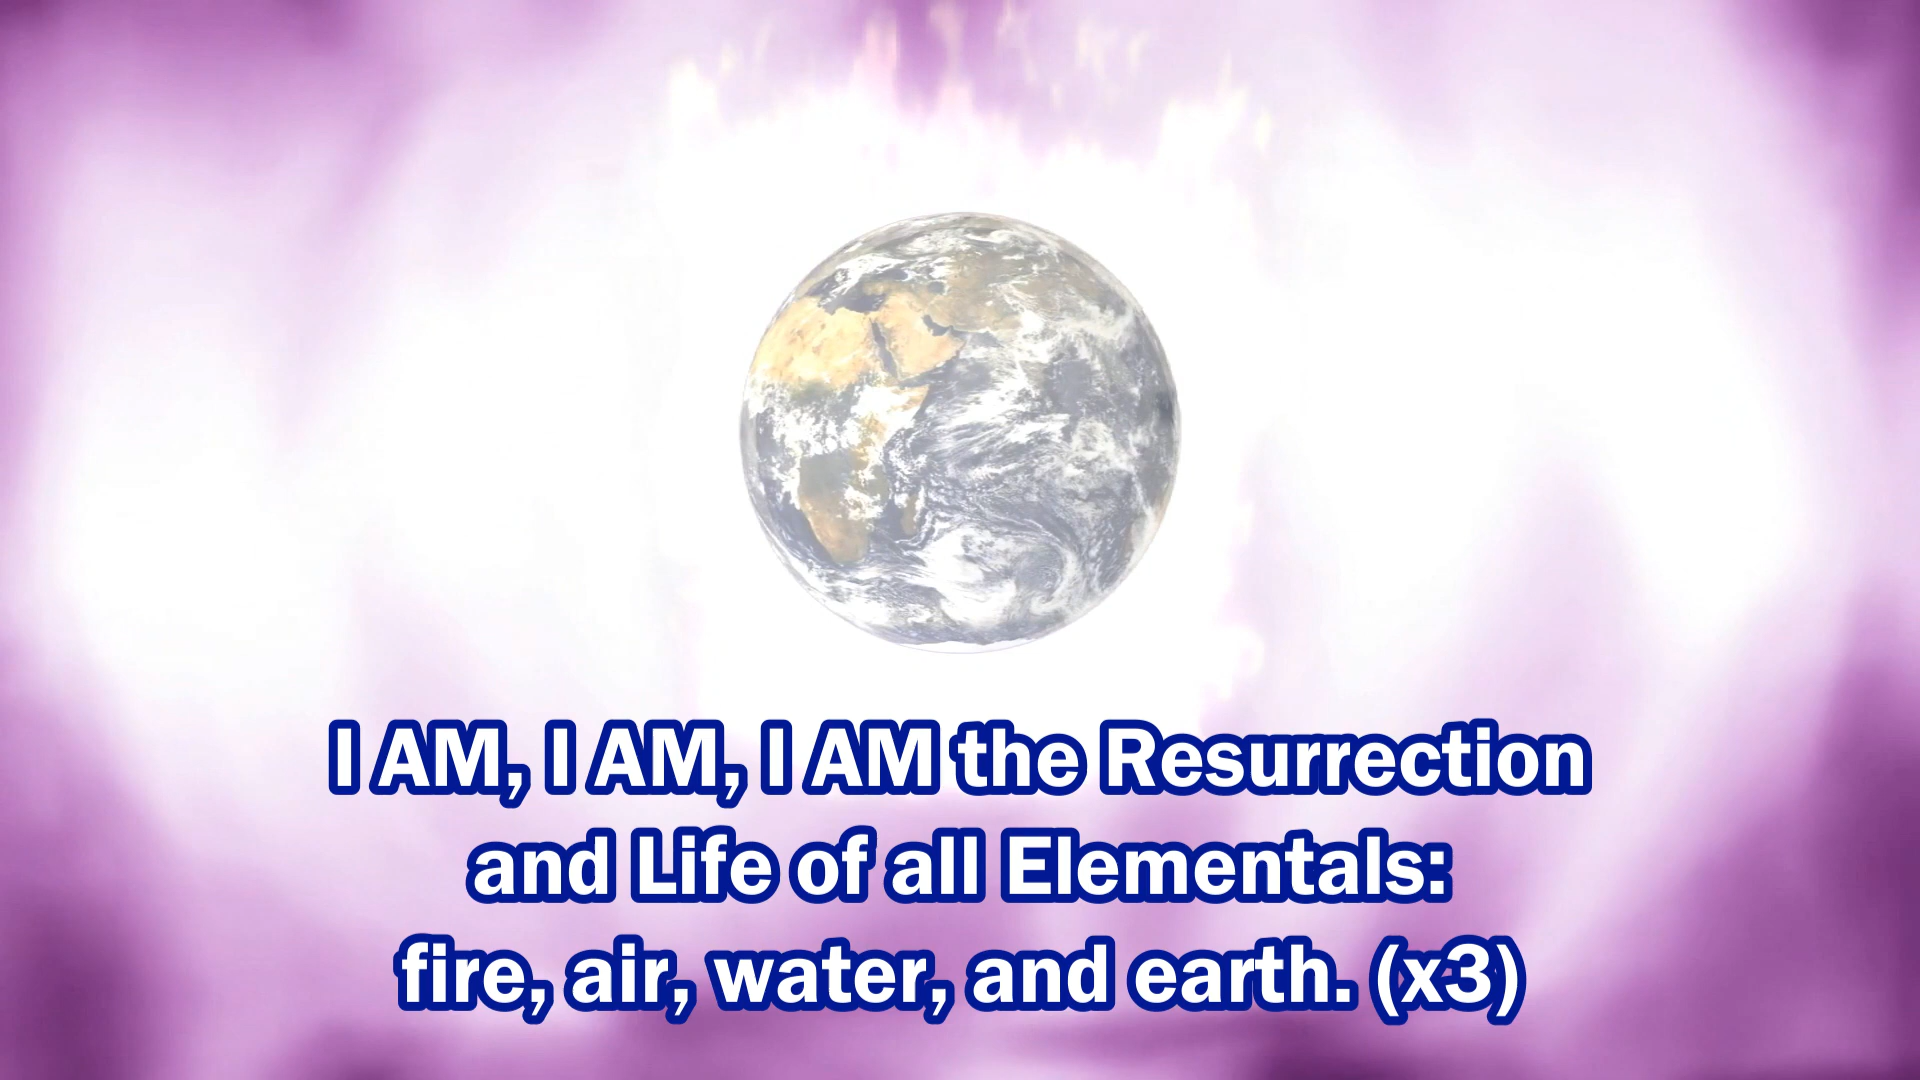 I AM, I AM, I AM the Resurrection
and Life of all Elementals:
fire, air, water, and earth. (x3)